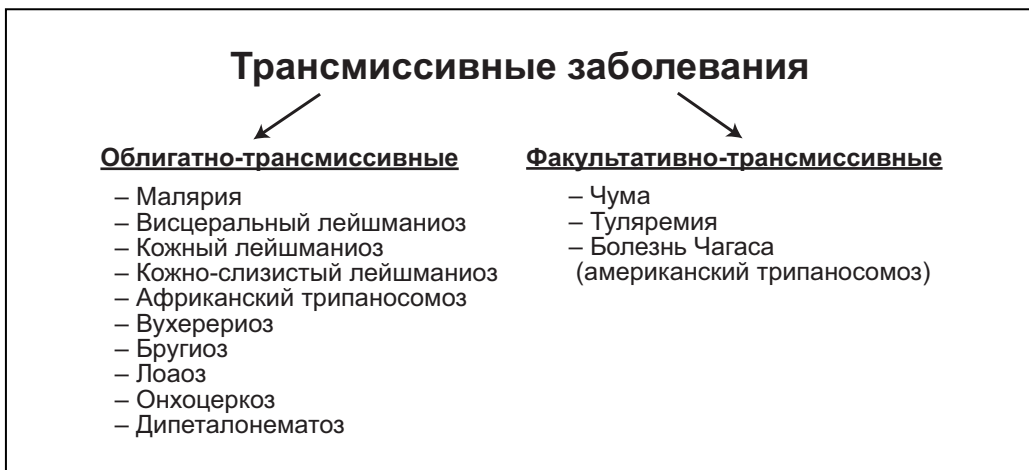 Трансмиссивные заболевания
Облигатно-трансмиссивные
– Малярия
– Висцеральный лейшманиоз
– Кожный лейшманиоз
– Кожно-слизистый лейшманиоз
– Африканский трипаносомоз
– Вухерериоз
– Бругиоз
– Лоаоз
– Онхоцеркоз
– Дипеталонематоз
Факультативно-трансмиссивные
– Чума
– Туляремия
– Болезнь Чагаса
(американский трипаносомоз)